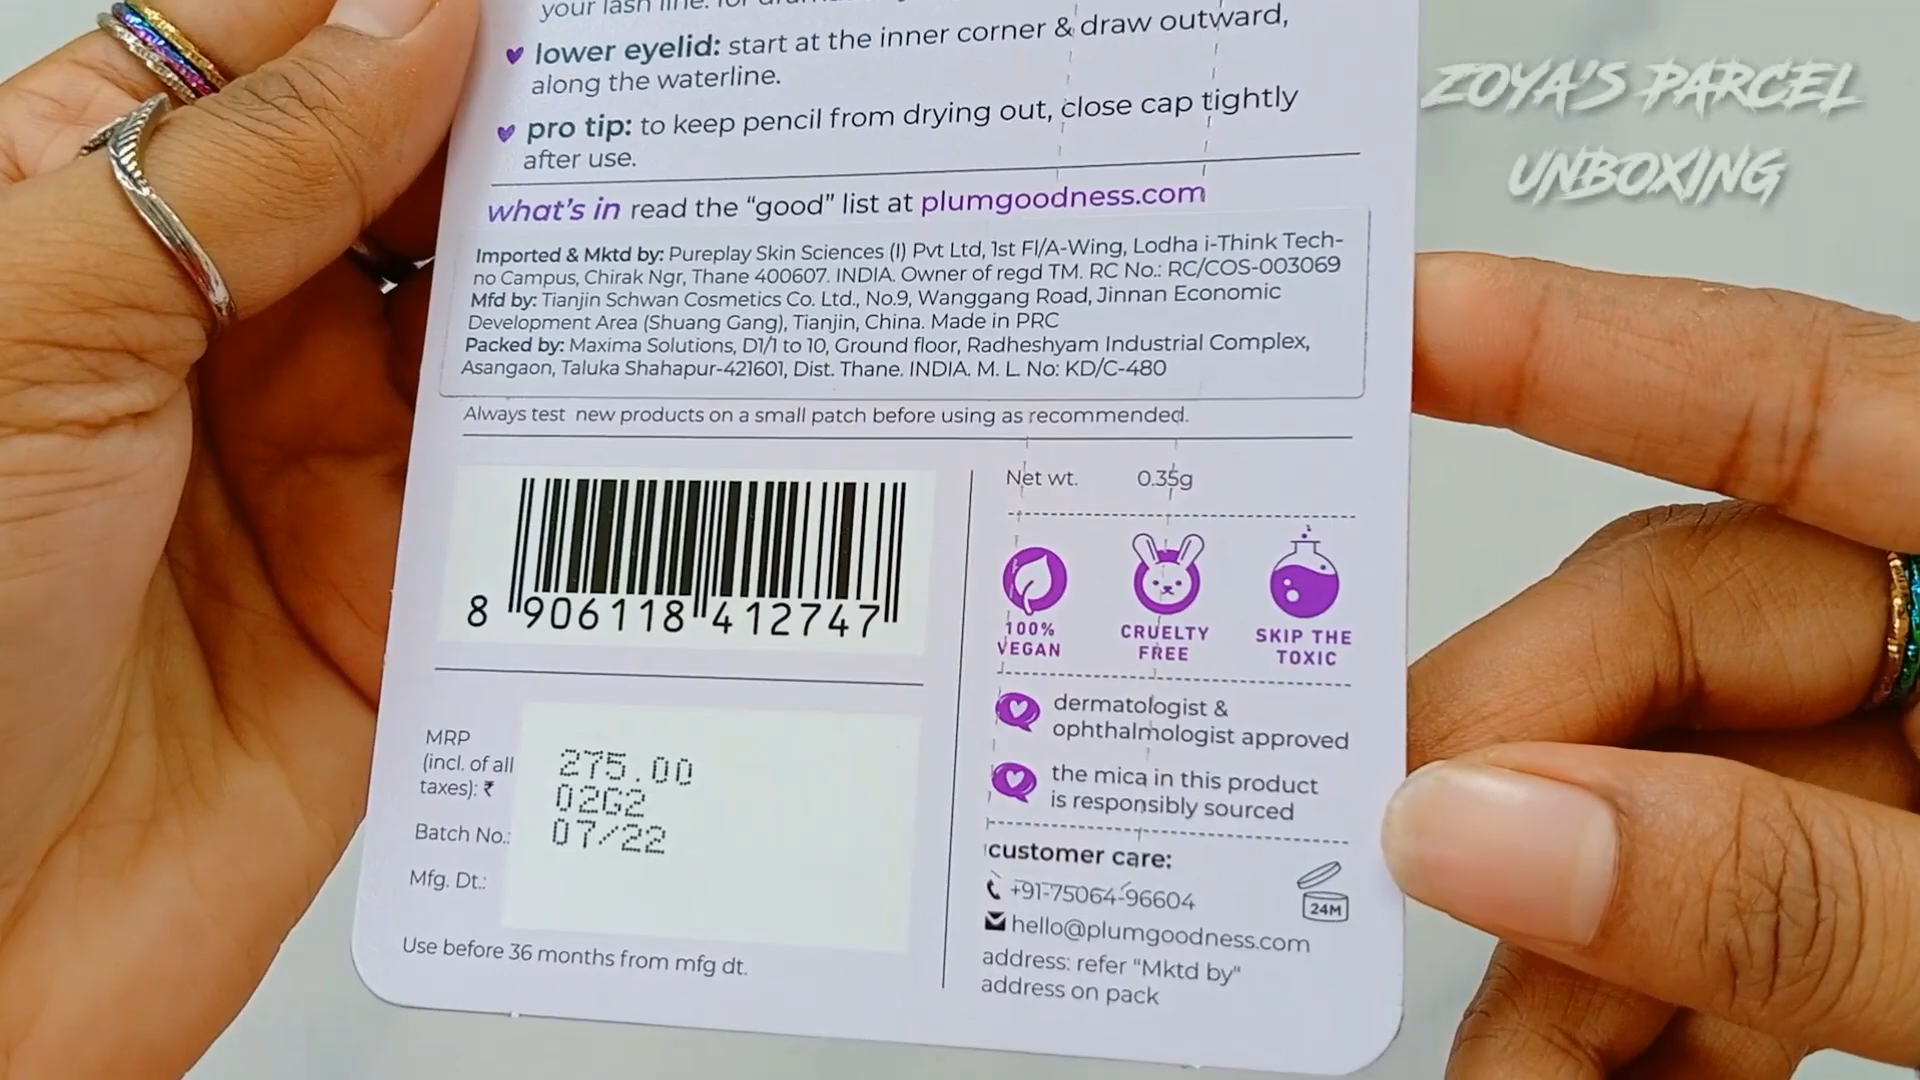 your lash line. for
lower eyelid: start at the inner corner & draw outward,
along the waterline.
pro tip: to keep pencil from drying out, close cap tightly
after use.
what's in read the "good" list at plumgoodness.com
Imported & Mktd by: Pureplay Skin Sciences (I) Pvt Ltd, 1st Fl/A-Wing, Lodha i-Think Tech-
no Campus, Chirak Ngr, Thane 400607. INDIA. Owner of regd TM. RC No.: RC/COS-003069
Mfd by: Tianjin Schwan Cosmetics Co. Ltd., No.9, Wanggang Road, Jinnan Economic
Development Area (Shuang Gang), Tianjin, China. Made in PRC
Packed by: Maxima Solutions, D1/1 to 10, Ground floor, Radheshyam Industrial Complex,
Asangaon, Taluka Shahapur-421601, Dist. Thane. INDIA. M. L. No: KD/C-480
Always test new products on a small patch before using as recommended.
8 906118 412747
MRP
(incl. of all
taxes): ₹
Batch No.:
Mfg. Dt.:
275.00
02G2
07/22
Use before 36 months from mfg dt.
Net wt. 0.35g
100%
VEGAN
CRUELTY
FREE
SKIP THE
TOXIC
dermatologist &
ophthalmologist approved
the mica in this product
is responsibly sourced
customer care:
+91-75064-96604
hello@plumgoodness.com
address: refer "Mktd by"
address on pack
24M
ZOYA'S PARCEL
UNBOXING